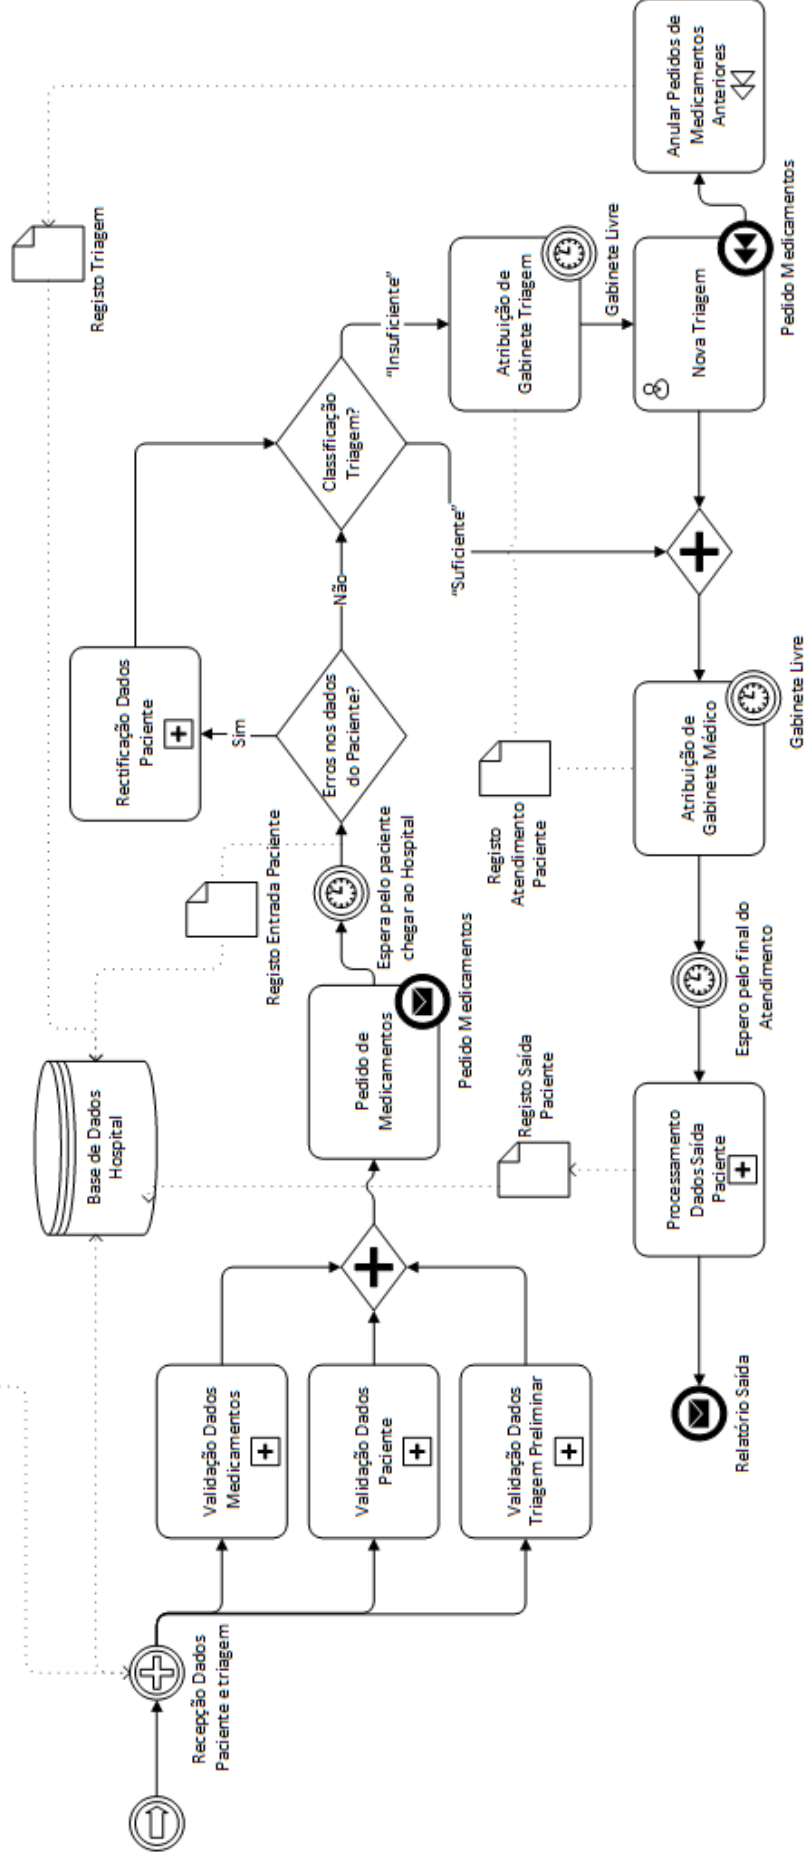 Recepção Dados
Paciente e triagem
Validação Dados
Medicamentos
Validação Dados
Paciente
Validação Dados
Triagem Preliminar
Base de Dados
Hospital
Pedido de
Medicamentos
Pedido Medicamentos
Registo Entrada Paciente
Espera pelo paciente
chegar ao Hospital
Erros nos dados
do Paciente?
Sim
Rectificação Dados
Paciente
Não
Classificação
Triagem?
"Insuficiente"
"Suficiente"
Registo Triagem
Atribuição de
Gabinete Triagem
Gabinete Livre
Nova Triagem
Pedido Medicamentos
Anular Pedidos de
Medicamentos
Anteriores
Registo
Atendimento
Paciente
Atribuição de
Gabinete Médico
Gabinete Livre
Espero pelo final do
Atendimento
Registo Saída
Paciente
Processamento
Dados Saída
Paciente
Relatório Saída